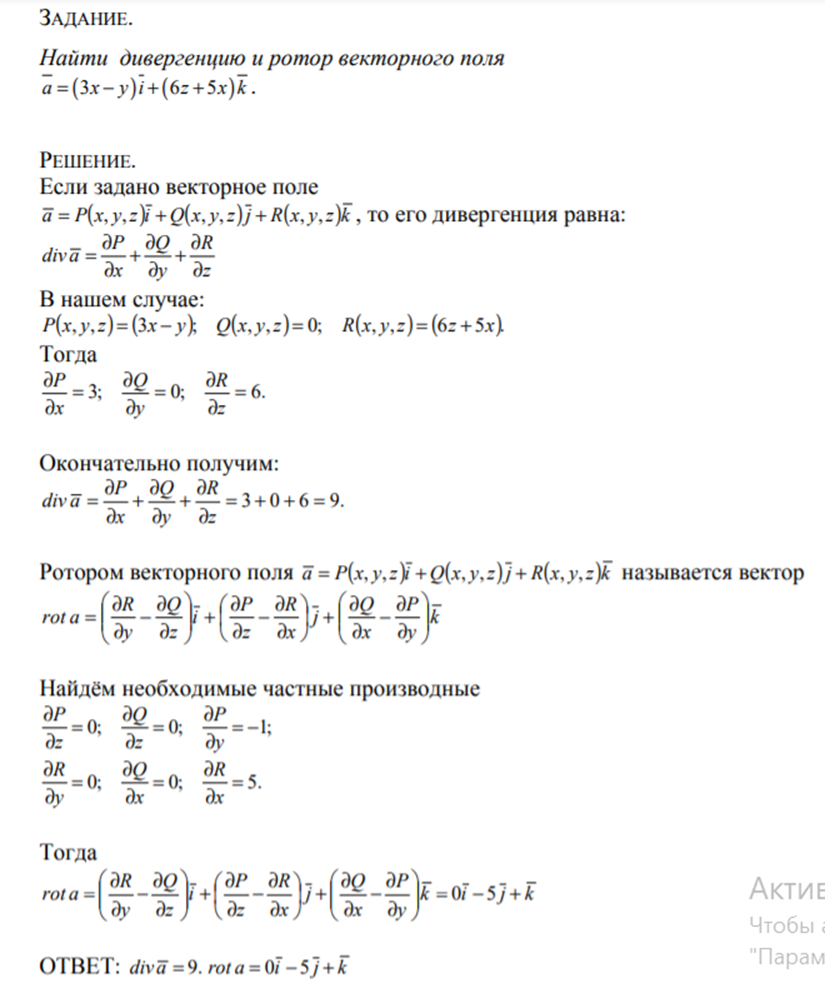 ЗАДАНИЕ.
Найти дивергенцию и ротор векторного поля
a̅ = (3x − y)i̅ + (6z + 5x)k̅ .
РЕШЕНИЕ.
Если задано векторное поле
a̅ = P(x, y, z)i̅ + Q(x, y, z)j̅ + R(x, y, z)k̅ , то его дивергенция равна:
div a̅ = ∂P/∂x + ∂Q/∂y + ∂R/∂z
В нашем случае:
P(x, y, z) = (3x − y); Q(x, y, z) = 0; R(x, y, z) = (6z + 5x).
Тогда
∂P/∂x = 3; ∂Q/∂y = 0; ∂R/∂z = 6.
Окончательно получим:
div a̅ = ∂P/∂x + ∂Q/∂y + ∂R/∂z = 3 + 0 + 6 = 9.
Ротором векторного поля a̅ = P(x, y, z)i̅ + Q(x, y, z)j̅ + R(x, y, z)k̅ называется вектор
rot a = (∂R/∂y − ∂Q/∂z)i̅ + (∂P/∂z − ∂R/∂x)j̅ + (∂Q/∂x − ∂P/∂y)k̅
Найдём необходимые частные производные
∂P/∂z = 0; ∂Q/∂z = 0; ∂P/∂y = −1;
∂R/∂y = 0; ∂Q/∂x = 0; ∂R/∂x = 5.
Тогда
rot a = (∂R/∂y − ∂Q/∂z)i̅ + (∂P/∂z − ∂R/∂x)j̅ + (∂Q/∂x − ∂P/∂y)k̅ = 0i̅ − 5j̅ + k̅
Актив
Чтобы а
"Парам
ОТВЕТ: div a̅ = 9. rot a = 0i̅ − 5j̅ + k̅